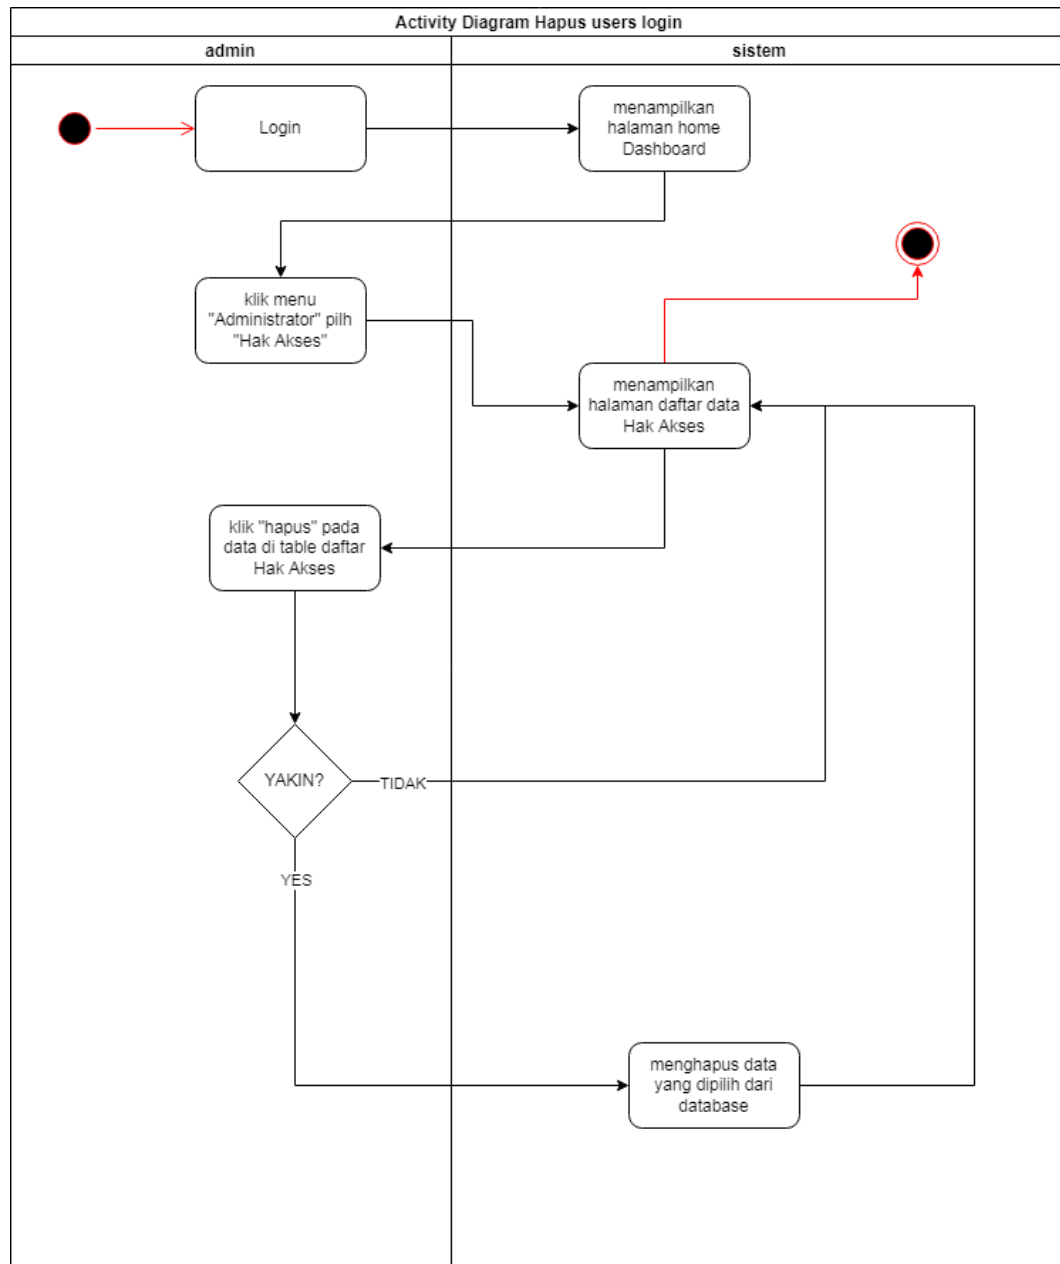 Activity Diagram Hapus users login
admin
sistem
Login
menampilkan
halaman home
Dashboard
klik menu
"Administrator" pilh
"Hak Akses"
menampilkan
halaman daftar data
Hak Akses
klik "hapus" pada
data di table daftar
Hak Akses
YAKIN?
TIDAK
YES
menghapus data
yang dipilih dari
database